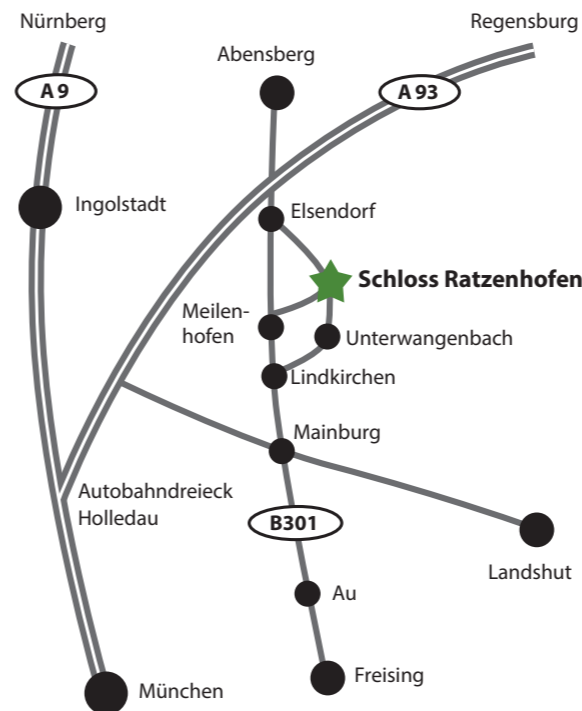 Nürnberg
Regensburg
Abensberg
A 9
A 93
Ingolstadt
Elsendorf
Schloss Ratzenhofen
Meilen-
hofen
Unterwangenbach
Lindkirchen
Mainburg
Autobahndreieck
Holledau
B301
Landshut
Au
Freising
München